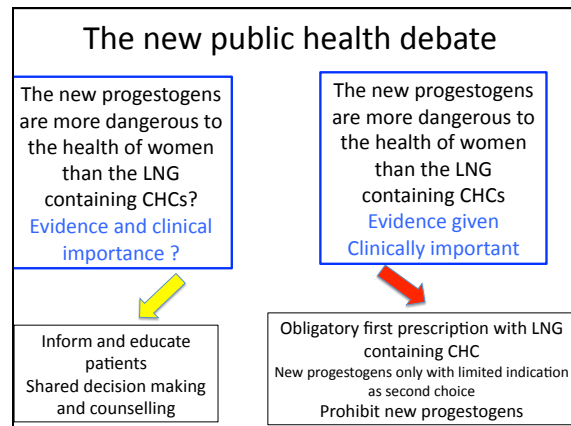 The new public health debate
The new progestogens
are more dangerous to
the health of women
than the LNG
containing CHCs?
Evidence and clinical
importance ?
The new progestogens
are more dangerous to
the health of women
than the LNG
containing CHCs
Evidence given
Clinically important
Inform and educate
patients
Shared decision making
and counselling
Obligatory first prescription with LNG
containing CHC
New progestogens only with limited indication
as second choice
Prohibit new progestogens